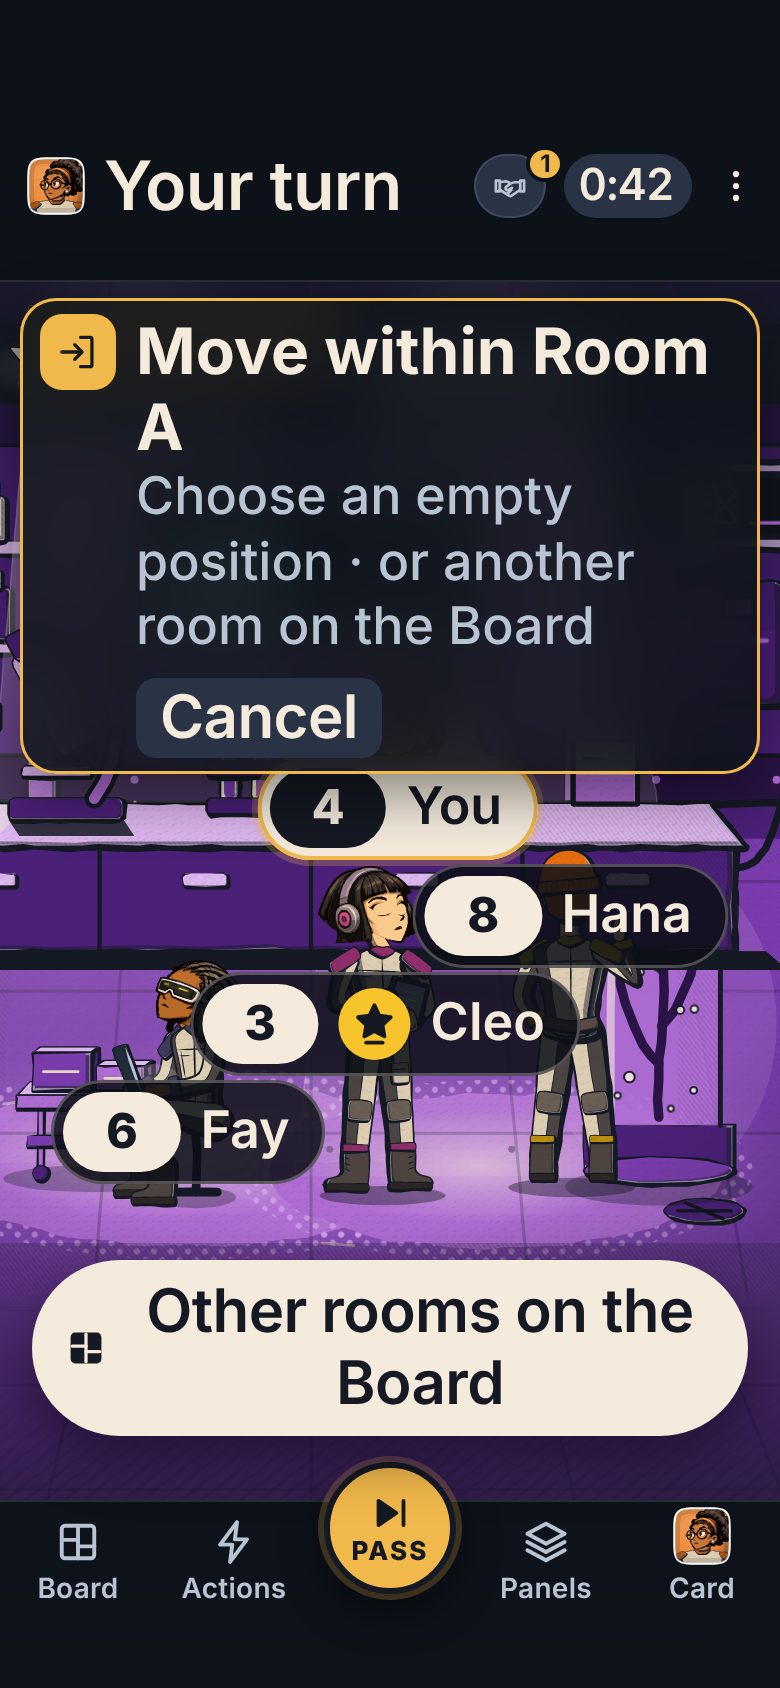 Your turn
1
0:42
Move within Room
A
Choose an empty
position · or another
room on the Board
Cancel
4 You
8 Hana
3 Cleo
6 Fay
Other rooms on the
Board
Board
Actions
PASS
Panels
Card